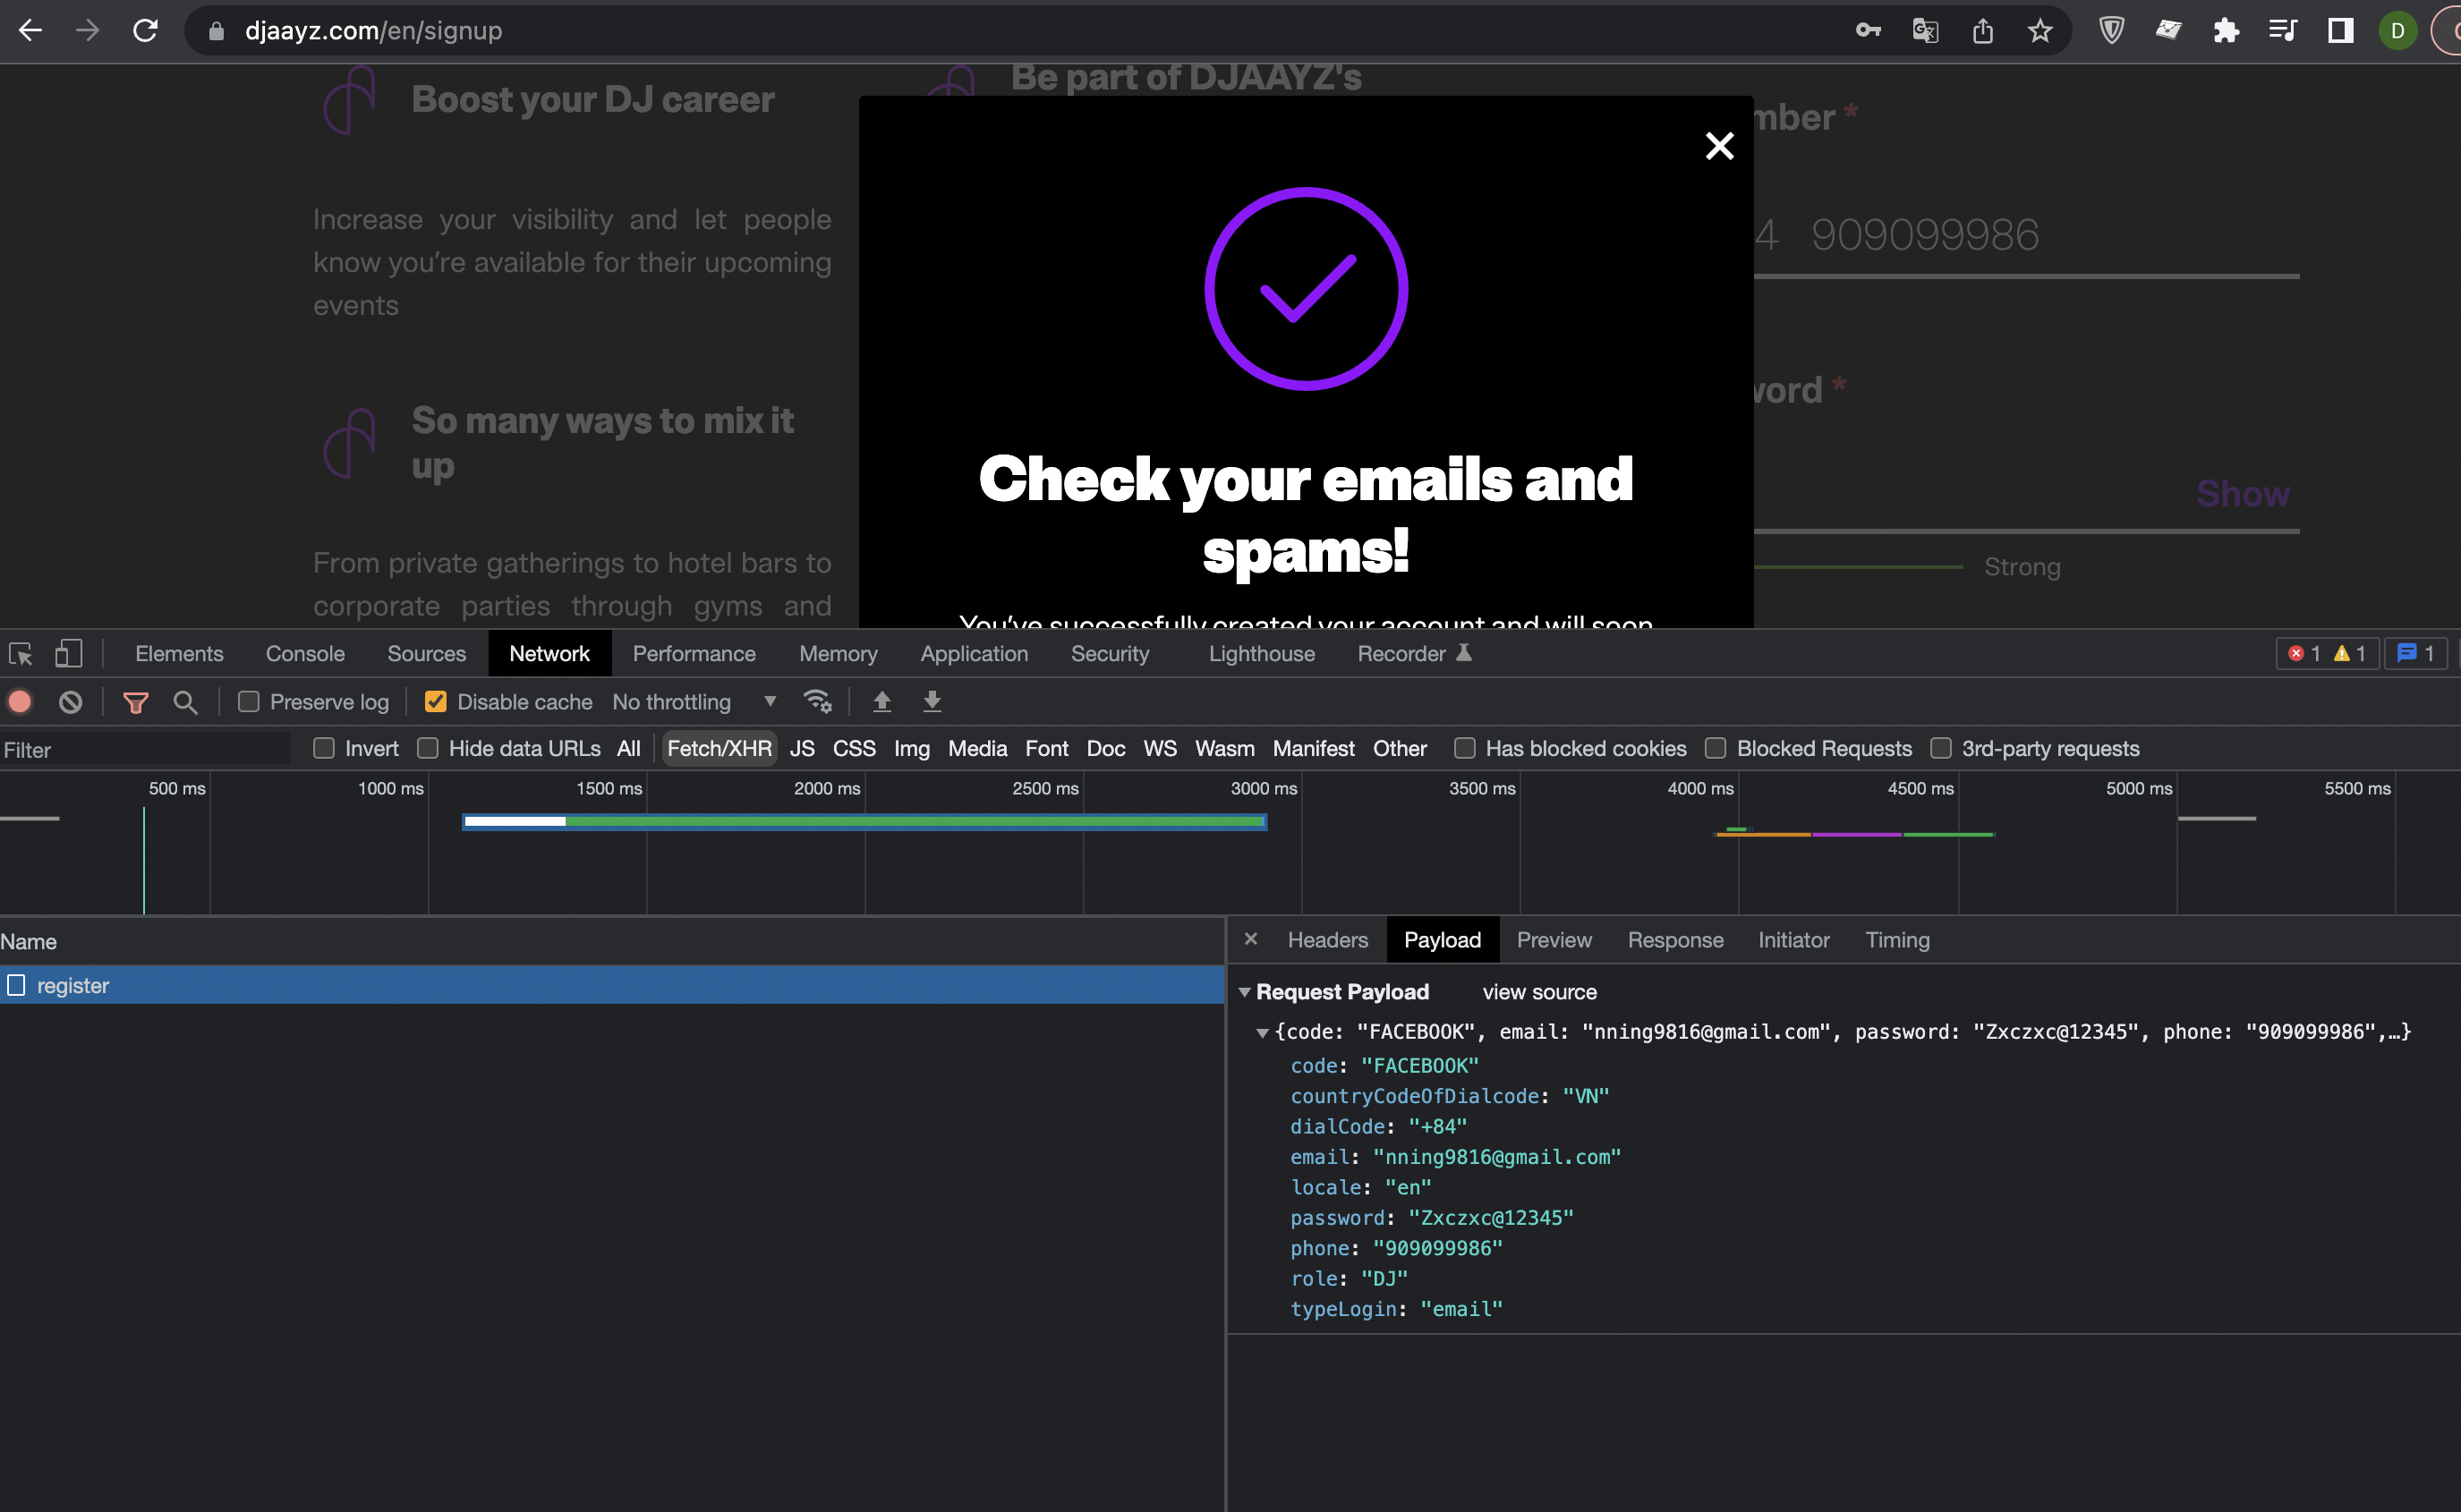 djaayz.com/en/signup
D
Boost your DJ career
Be part of DJAAYZ's
mber *
Increase your visibility and let people
know you're available for their upcoming
events
4 909099986
So many ways to mix it
up
word *
Show
Check your emails and
spams!
Strong
From private gatherings to hotel bars to
corporate parties through gyms and
You've successfully created your account and will soon
Elements Console Sources Network Performance Memory Application Security Lighthouse Recorder 1 1 1
Preserve log Disable cache No throttling
Filter Invert Hide data URLs All Fetch/XHR JS CSS Img Media Font Doc WS Wasm Manifest Other Has blocked cookies Blocked Requests 3rd-party requests
500 ms 1000 ms 1500 ms 2000 ms 2500 ms 3000 ms 3500 ms 4000 ms 4500 ms 5000 ms 5500 ms
Name
register
Headers Payload Preview Response Initiator Timing
Request Payload view source
{code: "FACEBOOK", email: "nning9816@gmail.com", password: "Zxczxc@12345", phone: "909099986",…}
code: "FACEBOOK"
countryCodeOfDialcode: "VN"
dialCode: "+84"
email: "nning9816@gmail.com"
locale: "en"
password: "Zxczxc@12345"
phone: "909099986"
role: "DJ"
typeLogin: "email"